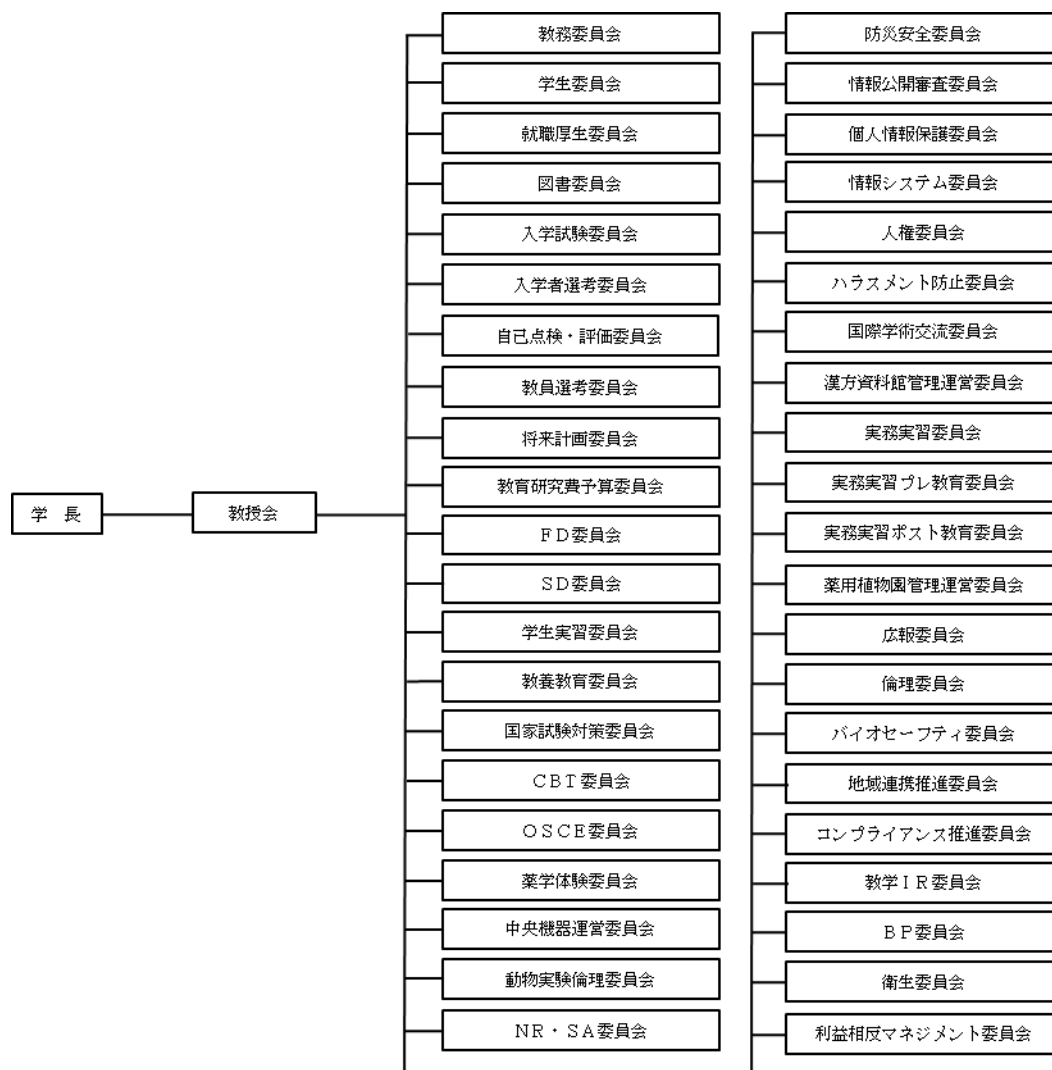 学 長
教授会
教務委員会
学生委員会
就職厚生委員会
図書委員会
入学試験委員会
入学者選考委員会
自己点検・評価委員会
教員選考委員会
将来計画委員会
教育研究費予算委員会
ＦＤ委員会
ＳＤ委員会
学生実習委員会
教養教育委員会
国家試験対策委員会
ＣＢＴ委員会
ＯＳＣＥ委員会
薬学体験委員会
中央機器運営委員会
動物実験倫理委員会
ＮＲ・ＳＡ委員会
防災安全委員会
情報公開審査委員会
個人情報保護委員会
情報システム委員会
人権委員会
ハラスメント防止委員会
国際学術交流委員会
漢方資料館管理運営委員会
実務実習委員会
実務実習プレ教育委員会
実務実習ポスト教育委員会
薬用植物園管理運営委員会
広報委員会
倫理委員会
バイオセーフティ委員会
地域連携推進委員会
コンプライアンス推進委員会
教学ＩＲ委員会
ＢＰ委員会
衛生委員会
利益相反マネジメント委員会